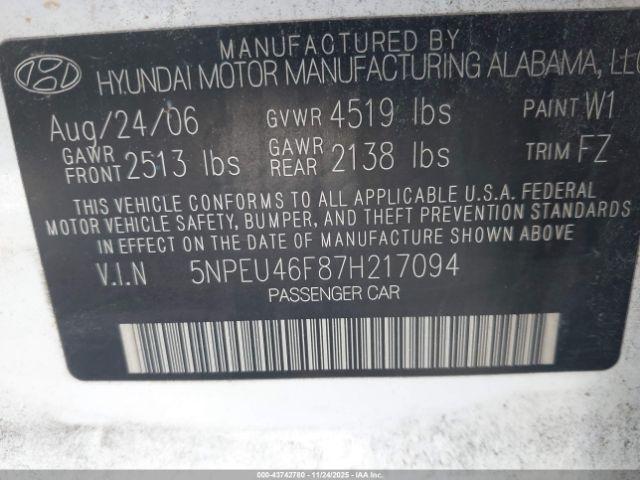 MANUFACTURED BY
HYUNDAI MOTOR MANUFACTURING ALABAMA, LLC
Aug/24/06 GVWR 4519 lbs PAINT W1
GAWR FRONT 2513 lbs GAWR REAR 2138 lbs TRIM FZ
THIS VEHICLE CONFORMS TO ALL APPLICABLE U.S.A. FEDERAL
MOTOR VEHICLE SAFETY, BUMPER, AND THEFT PREVENTION STANDARDS
IN EFFECT ON THE DATE OF MANUFACTURE SHOWN ABOVE
V.I.N 5NPEU46F87H217094
PASSENGER CAR
000-43742780 - 11/24/2025 - IAAI.COM